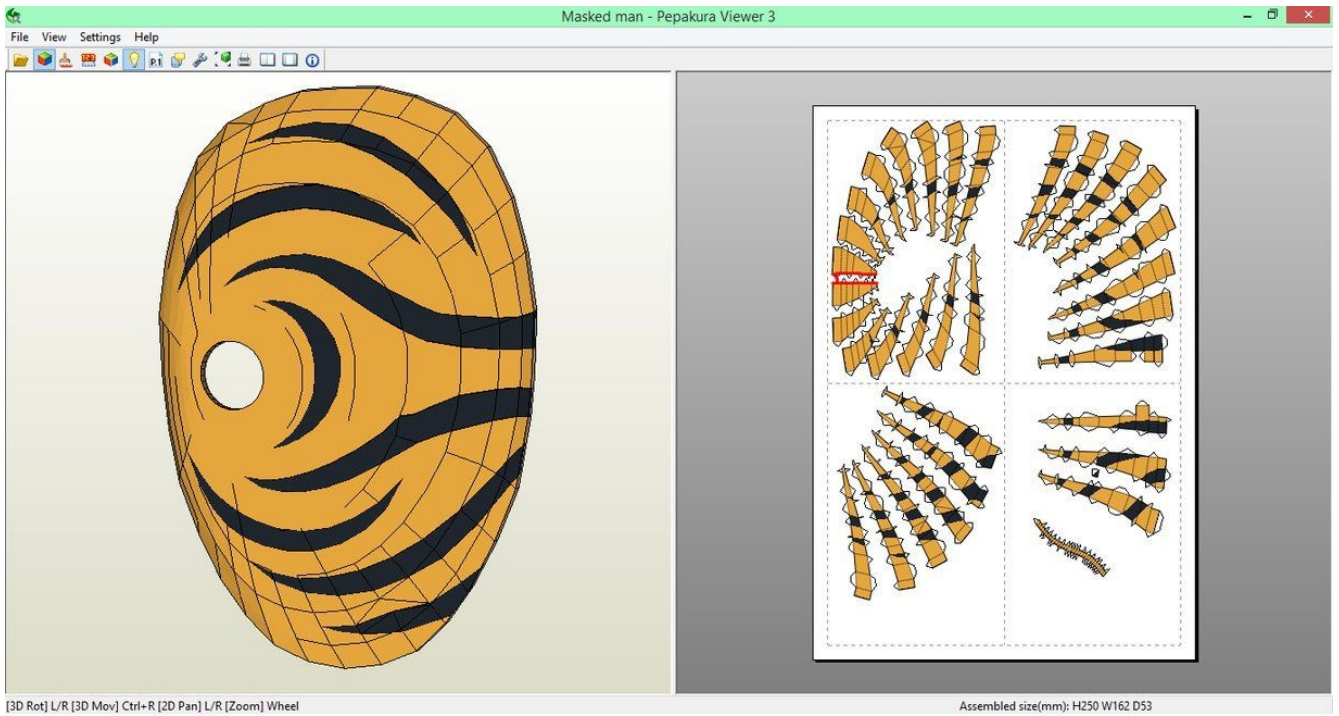 Masked man - Pepakura Viewer 3
File View Settings Help
P.1
[3D Rot] L/R [3D Mov] Ctrl+R [2D Pan] L/R [Zoom] Wheel
Assembled size(mm): H250 W162 D53